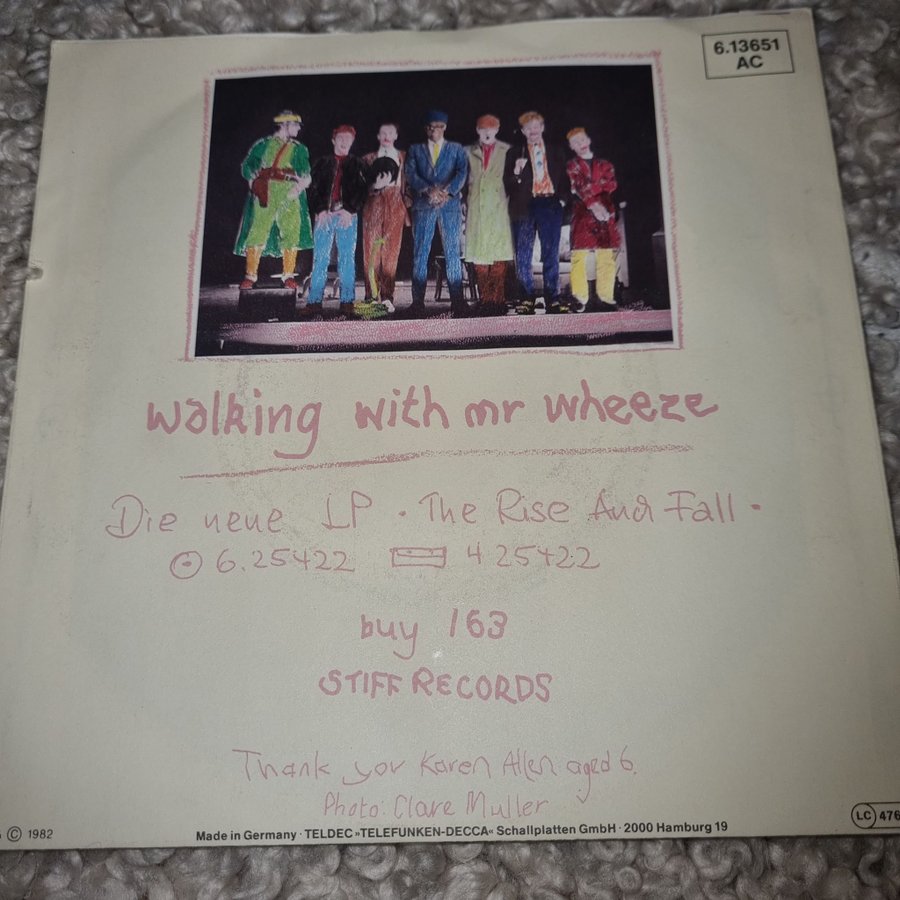 6.13651
AC
walking with mr wheeze
Die neue LP · The Rise And Fall ·
6.25422 4 25422
buy 163
STIFF RECORDS
Thank you Karen Allen aged 6.
Photo: Clare Muller
© 1982
Made in Germany · TELDEC »TELEFUNKEN-DECCA« Schallplatten GmbH · 2000 Hamburg 19
LC 476